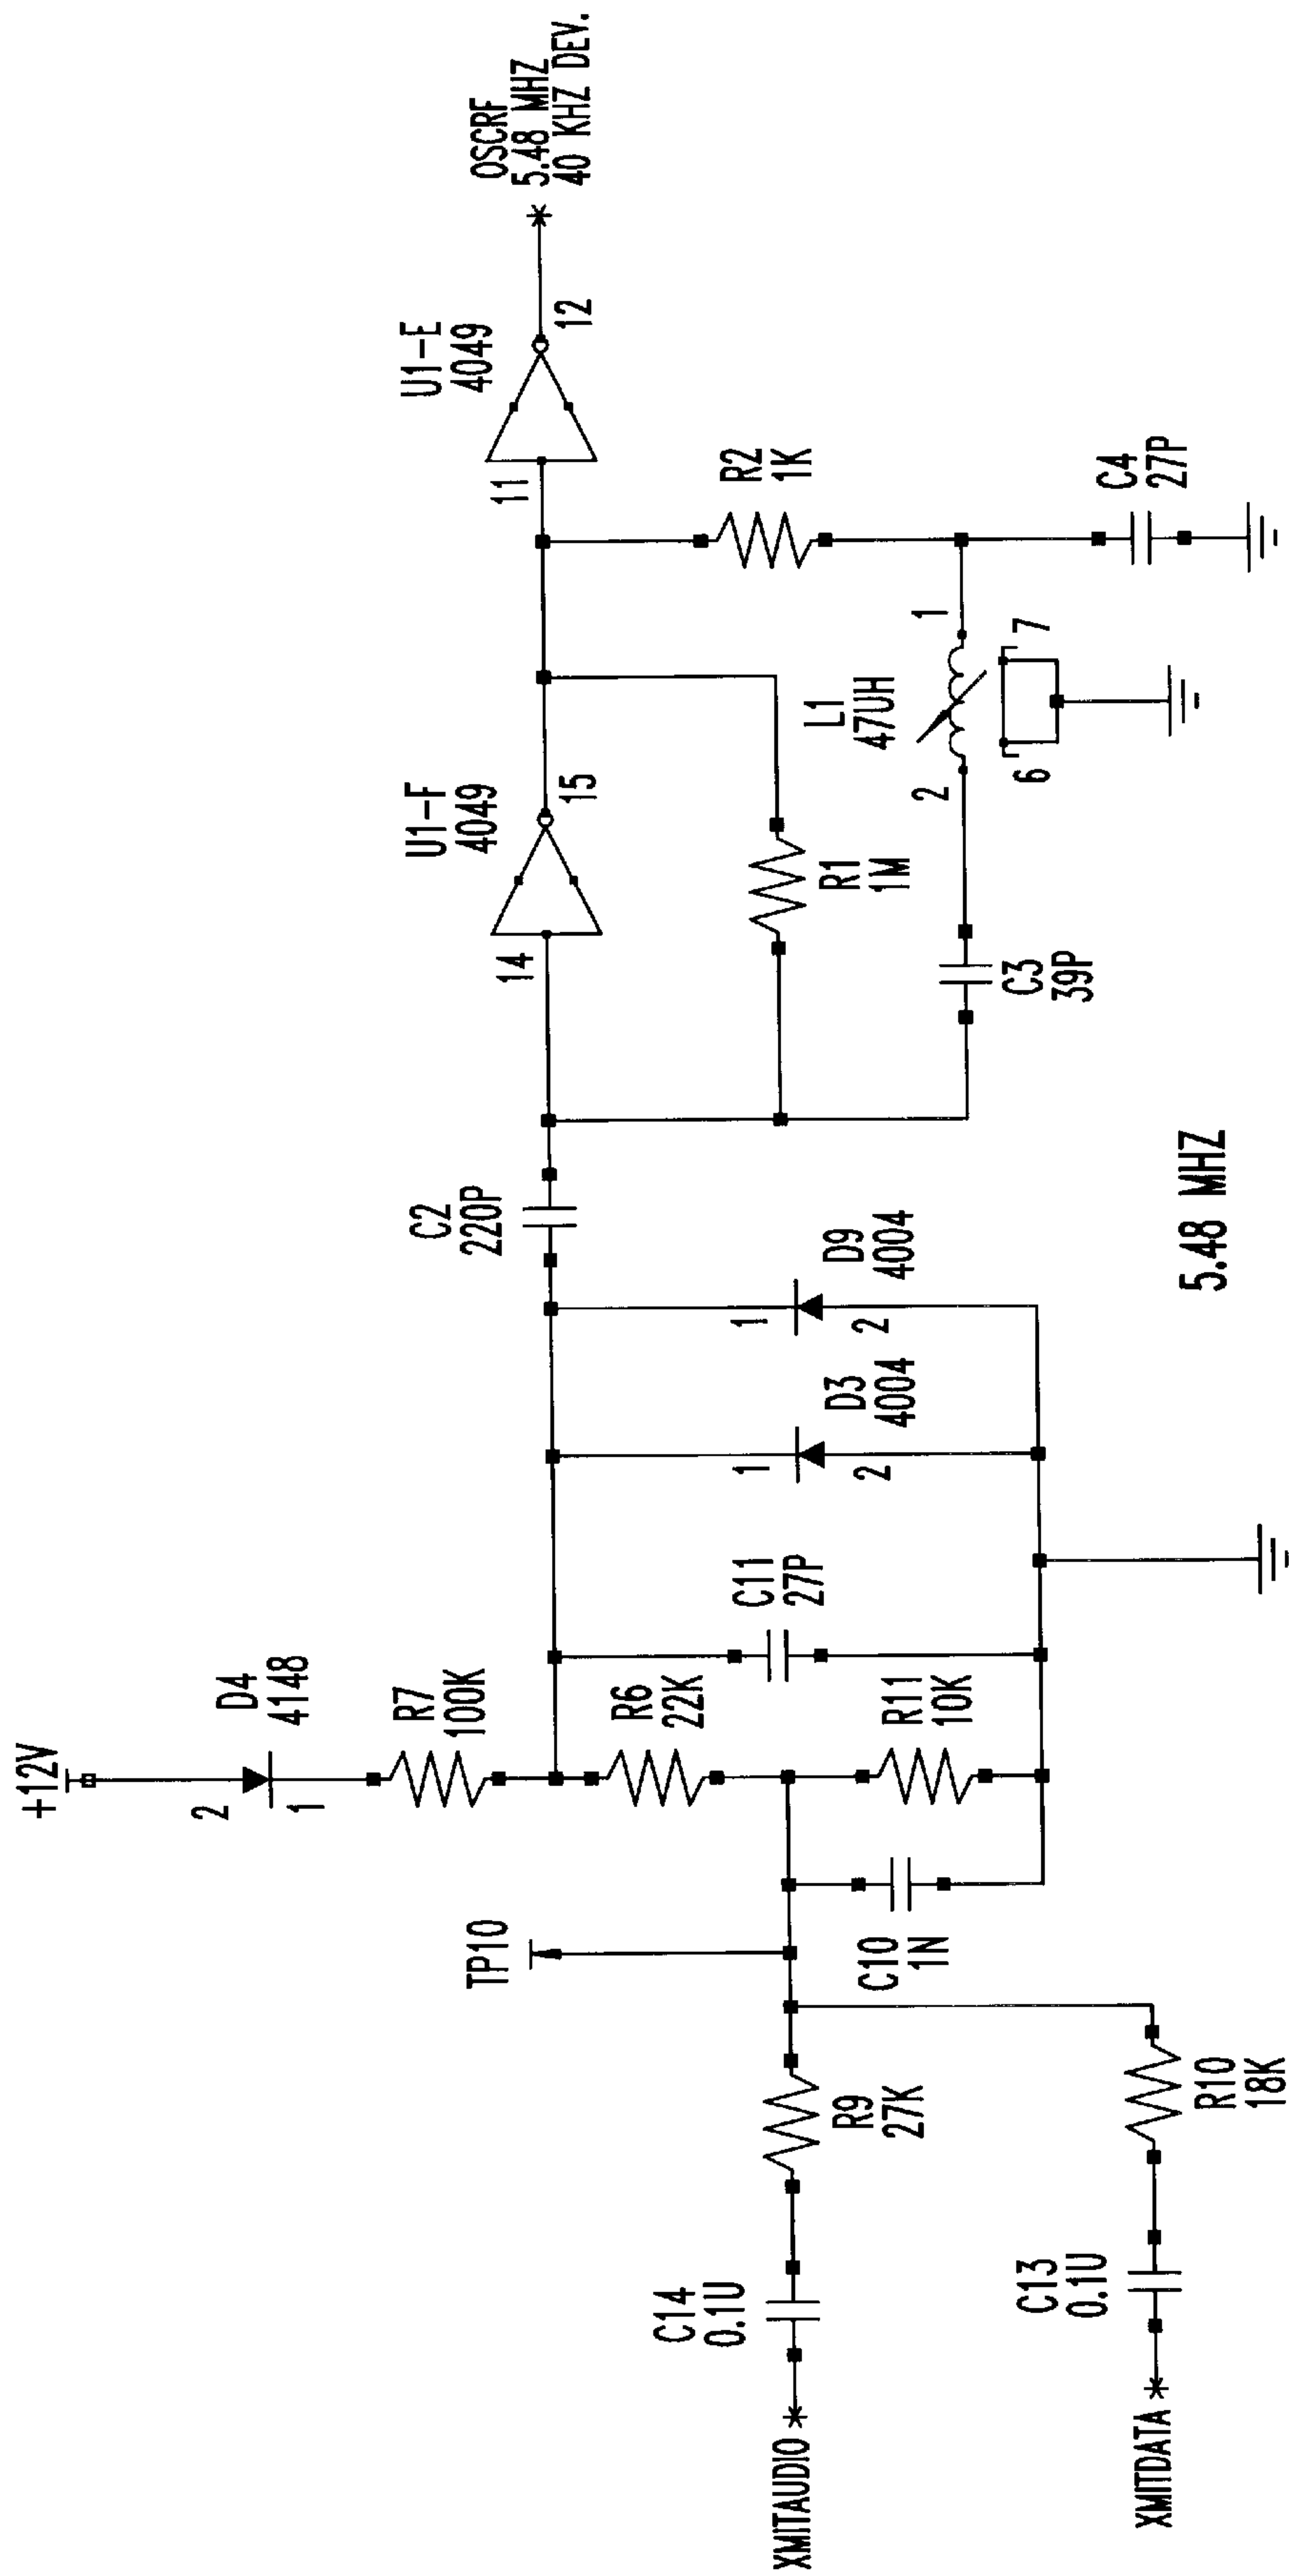 +12V
2
D4
4148
1
R7
100K
TP10
R6
22K
C11
27P
R11
10K
C10
1N
XMITAUDIO
C14
0.1U
R9
27K
XMITDATA
C13
0.1U
R10
18K
1
D3
4004
2
1
D9
4004
2
C2
220P
U1-F
4049
14
15
R1
1M
C3
39P
L1
47UH
2
1
6
7
U1-E
4049
11
12
R2
1K
C4
27P
OSCRF
5.48 MHZ
40 KHZ DEV.
5.48 MHZ